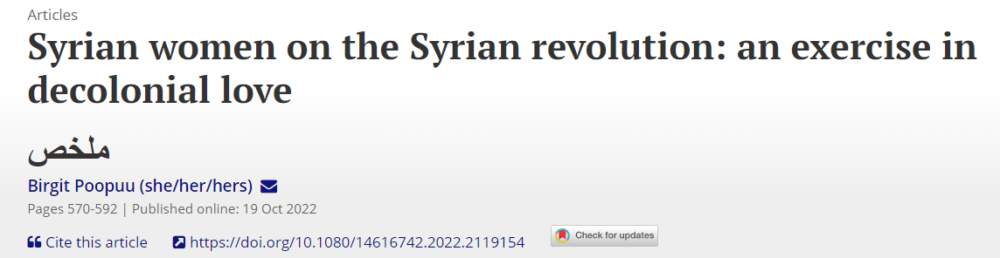 Articles
Syrian women on the Syrian revolution: an exercise in
decolonial love
ملخص
Birgit Poopuu (she/her/hers)
Pages 570-592 | Published online: 19 Oct 2022
Cite this article https://doi.org/10.1080/14616742.2022.2119154 Check for updates